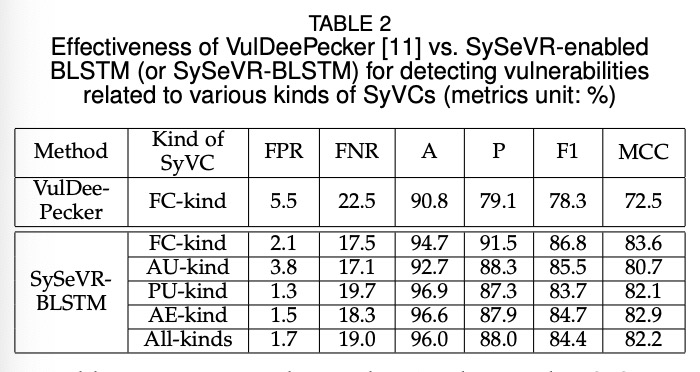 TABLE 2
Effectiveness of VulDeePecker [11] vs. SySeVR-enabled
BLSTM (or SySeVR-BLSTM) for detecting vulnerabilities
related to various kinds of SyVCs (metrics unit: %)
Method Kind of SyVC FPR FNR A P F1 MCC
VulDee-Pecker FC-kind 5.5 22.5 90.8 79.1 78.3 72.5
SySeVR-BLSTM FC-kind 2.1 17.5 94.7 91.5 86.8 83.6
AU-kind 3.8 17.1 92.7 88.3 85.5 80.7
PU-kind 1.3 19.7 96.9 87.3 83.7 82.1
AE-kind 1.5 18.3 96.6 87.9 84.7 82.9
All-kinds 1.7 19.0 96.0 88.0 84.4 82.2